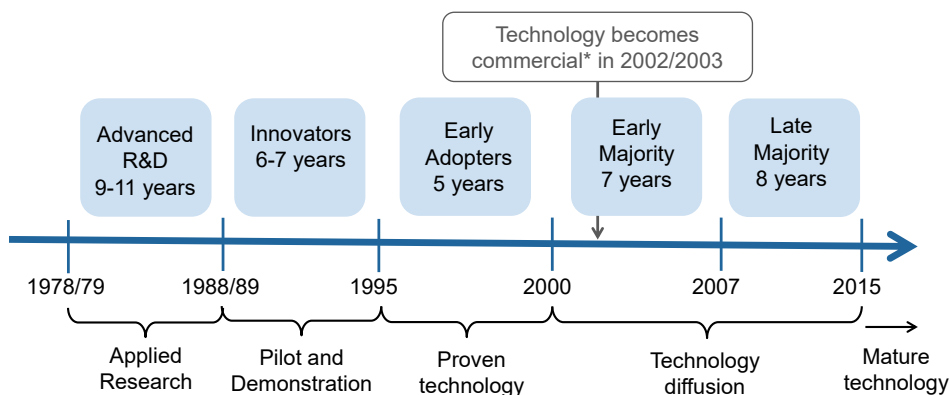 Technology becomes
commercial* in 2002/2003
Advanced
R&D
9-11 years
Innovators
6-7 years
Early
Adopters
5 years
Early
Majority
7 years
Late
Majority
8 years
1978/79
1988/89
1995
2000
2007
2015
Applied
Research
Pilot and
Demonstration
Proven
technology
Technology
diffusion
Mature
technology